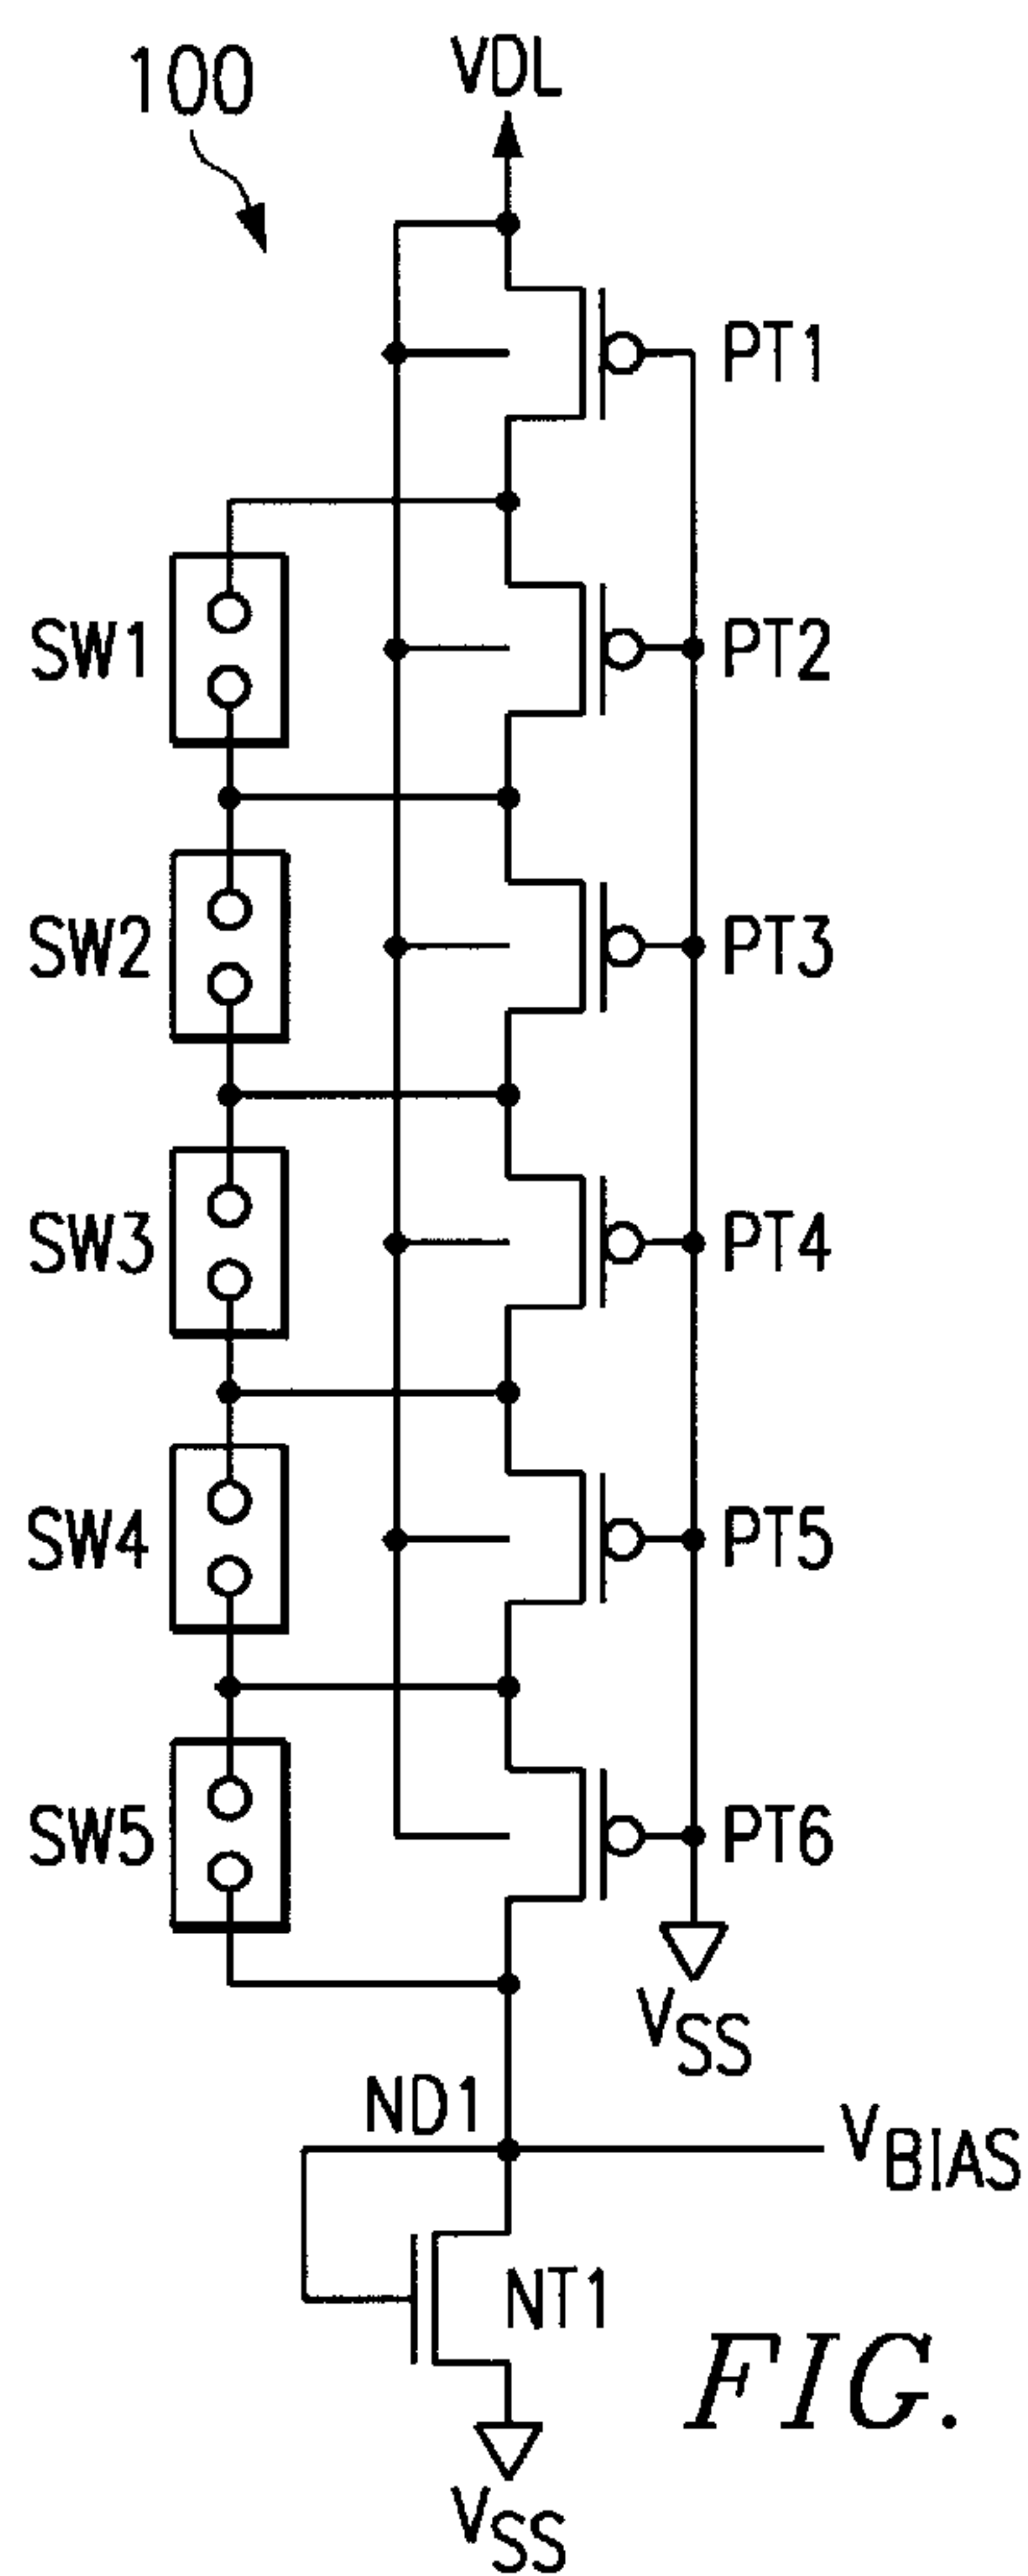 100
VDL
PT1
SW1
PT2
SW2
PT3
SW3
PT4
SW4
PT5
SW5
PT6
VSS
ND1
VBIAS
NT1
FIG.
VSS